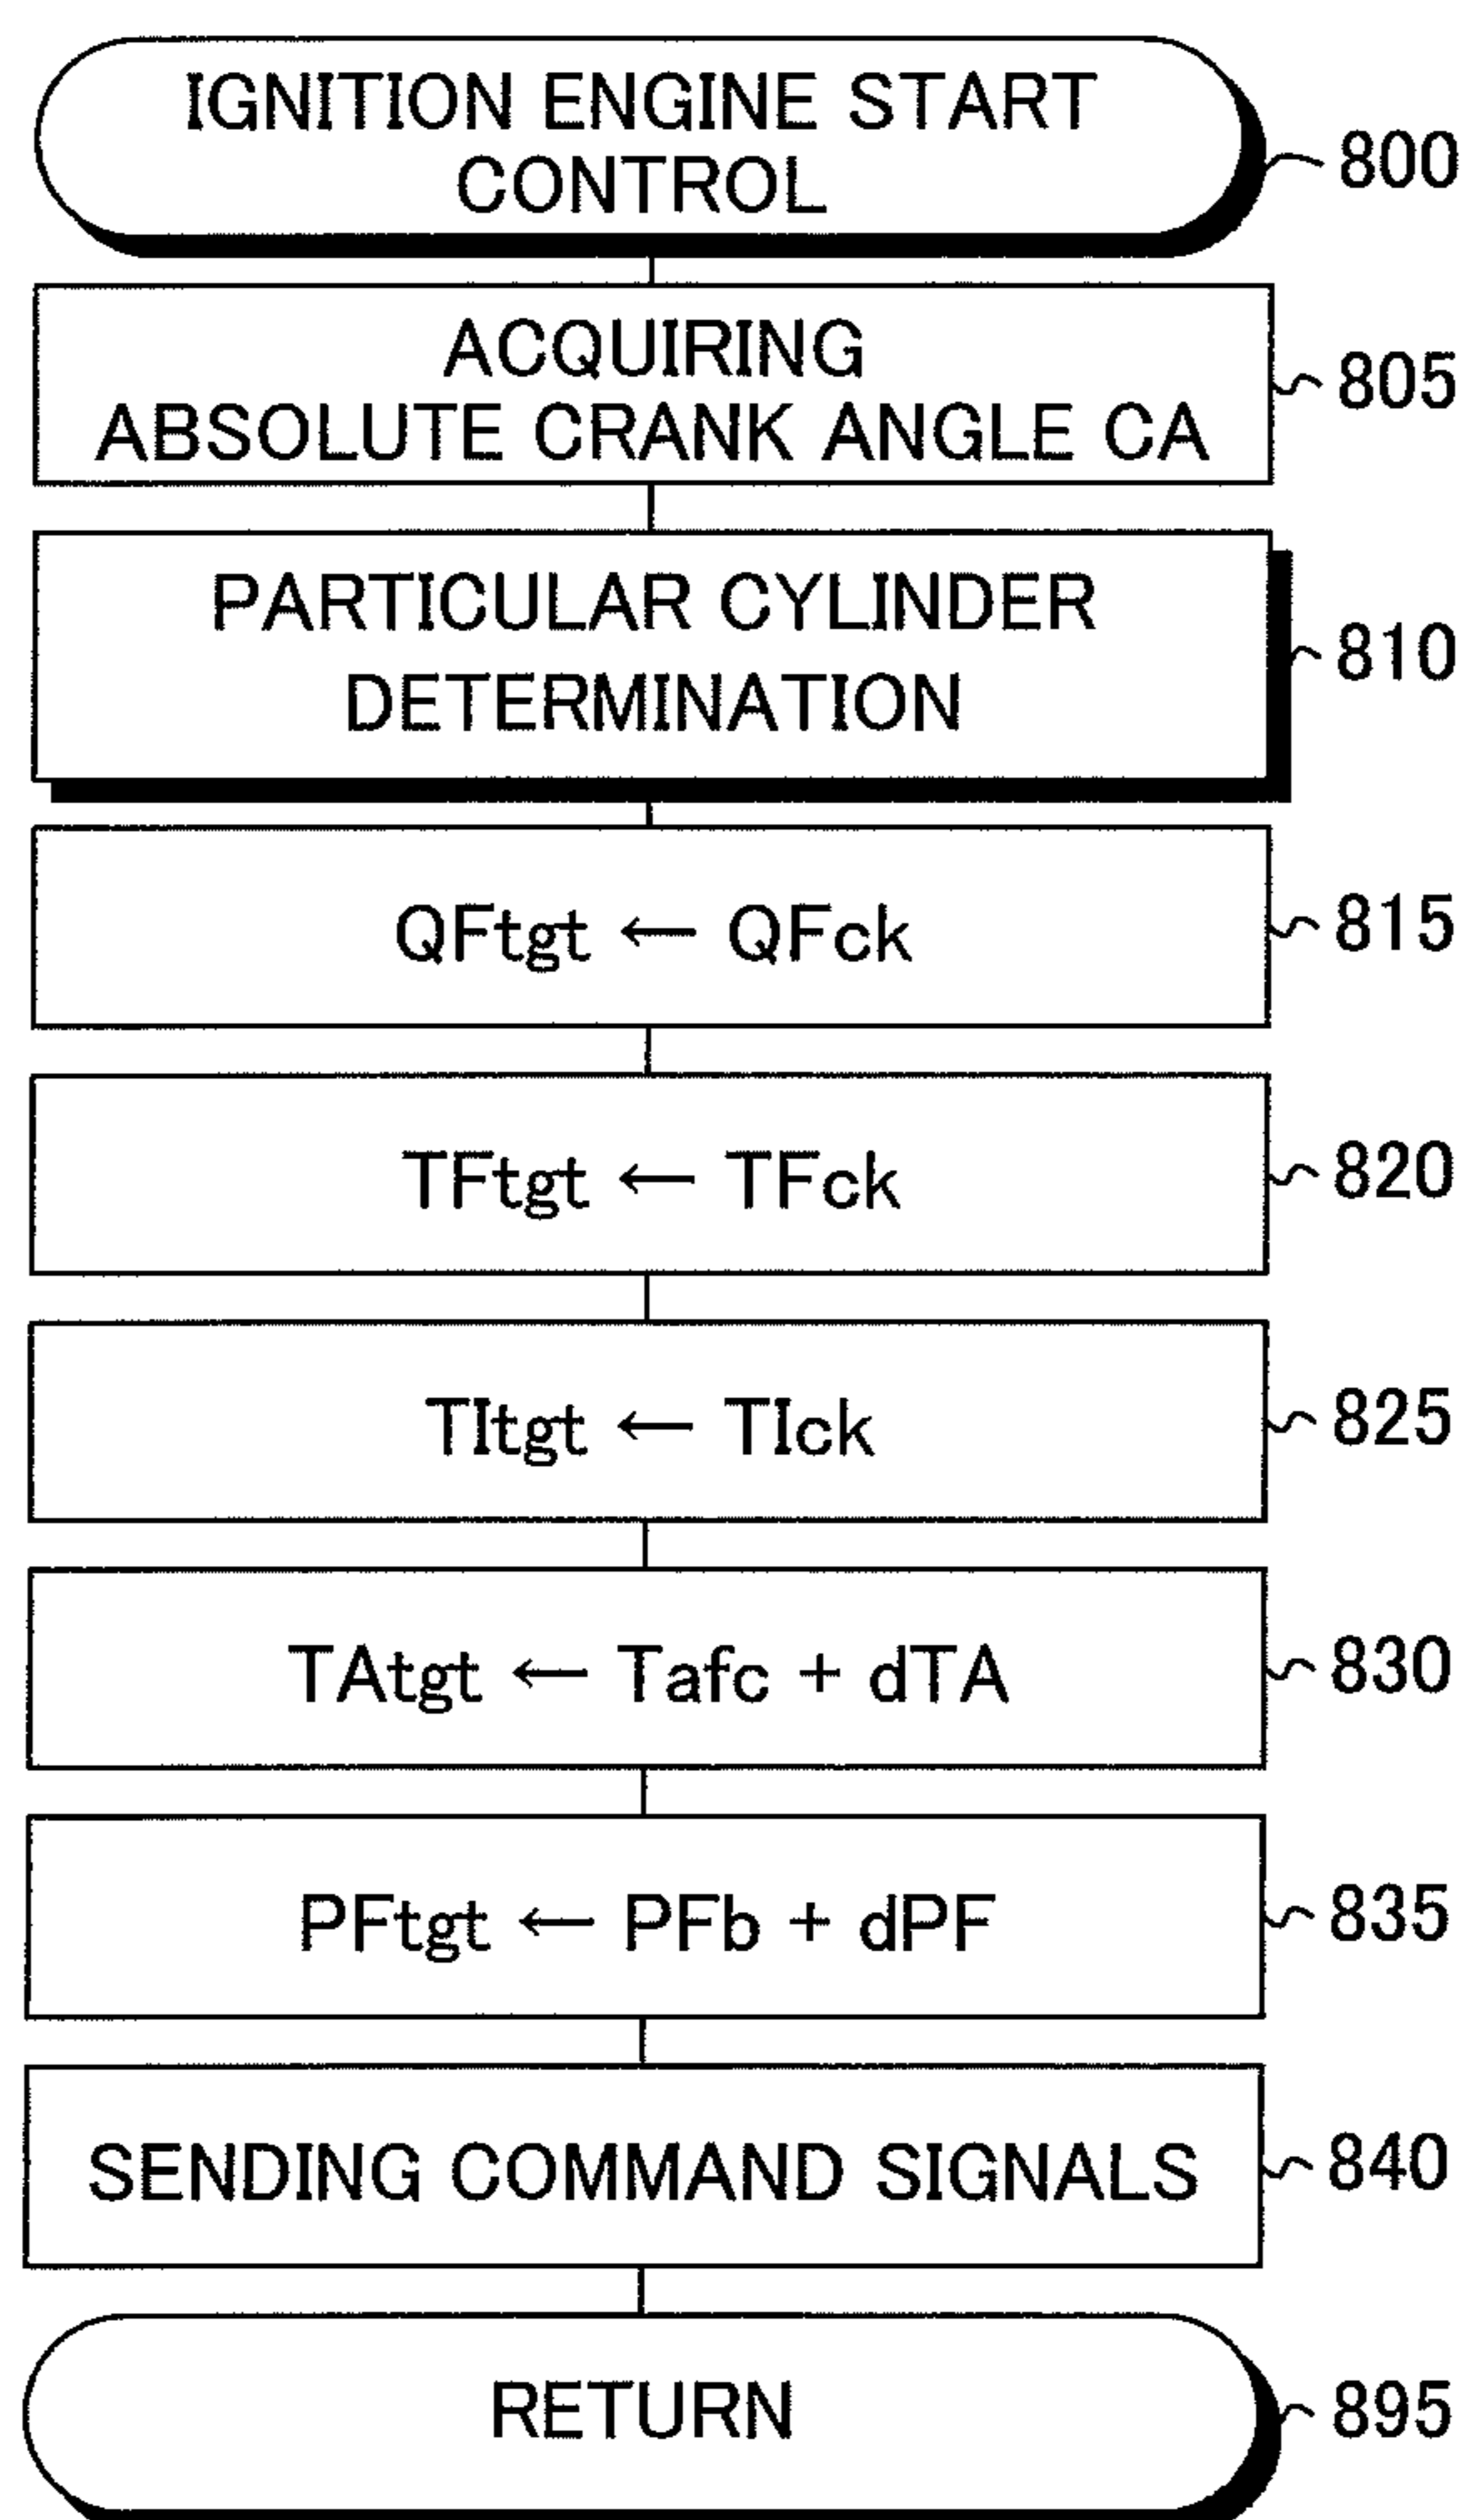 IGNITION ENGINE START
CONTROL
800
ACQUIRING
ABSOLUTE CRANK ANGLE CA
805
PARTICULAR CYLINDER
DETERMINATION
810
QFtgt ← QFck
815
TFtgt ← TFck
820
TItgt ← TIck
825
TAtgt ← Tafc + dTA
830
PFtgt ← PFb + dPF
835
SENDING COMMAND SIGNALS
840
RETURN
895